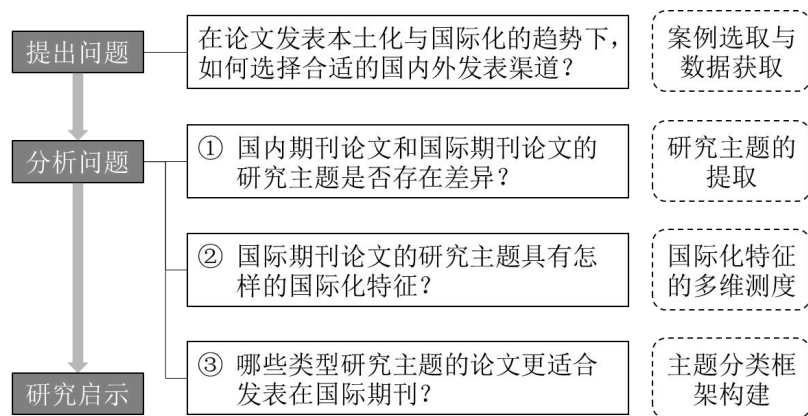 提出问题
在论文发表本土化与国际化的趋势下，
如何选择合适的国内外发表渠道？
案例选取与
数据获取
分析问题
① 国内期刊论文和国际期刊论文的
研究主题是否存在差异？
研究主题的
提取
② 国际期刊论文的研究主题具有怎
样的国际化特征？
国际化特征
的多维测度
研究启示
③ 哪些类型研究主题的论文更适合
发表在国际期刊？
主题分类框
架构建